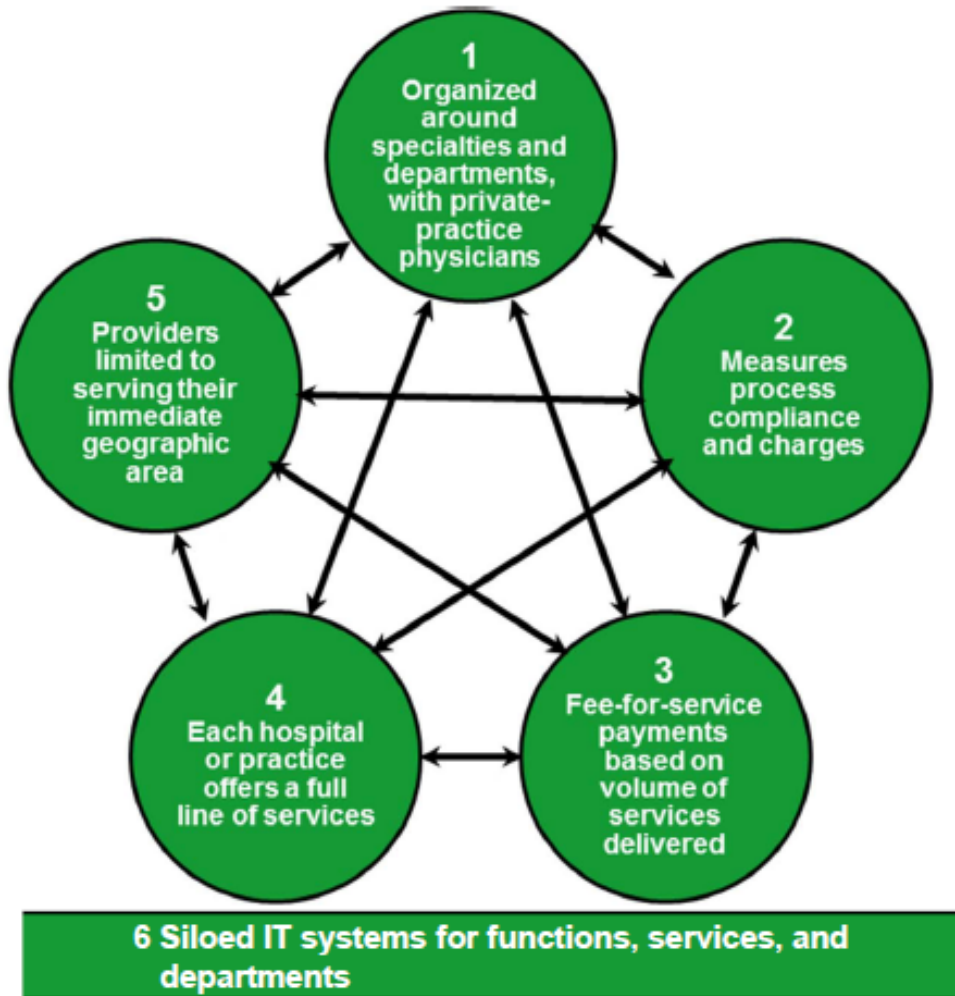 1
Organized
around
specialties and
departments,
with private-
practice
physicians
2
Measures
process
compliance
and charges
3
Fee-for-service
payments
based on
volume of
services
delivered
4
Each hospital
or practice
offers a full
line of services
5
Providers
limited to
serving their
immediate
geographic
area
6 Siloed IT systems for functions, services, and
departments